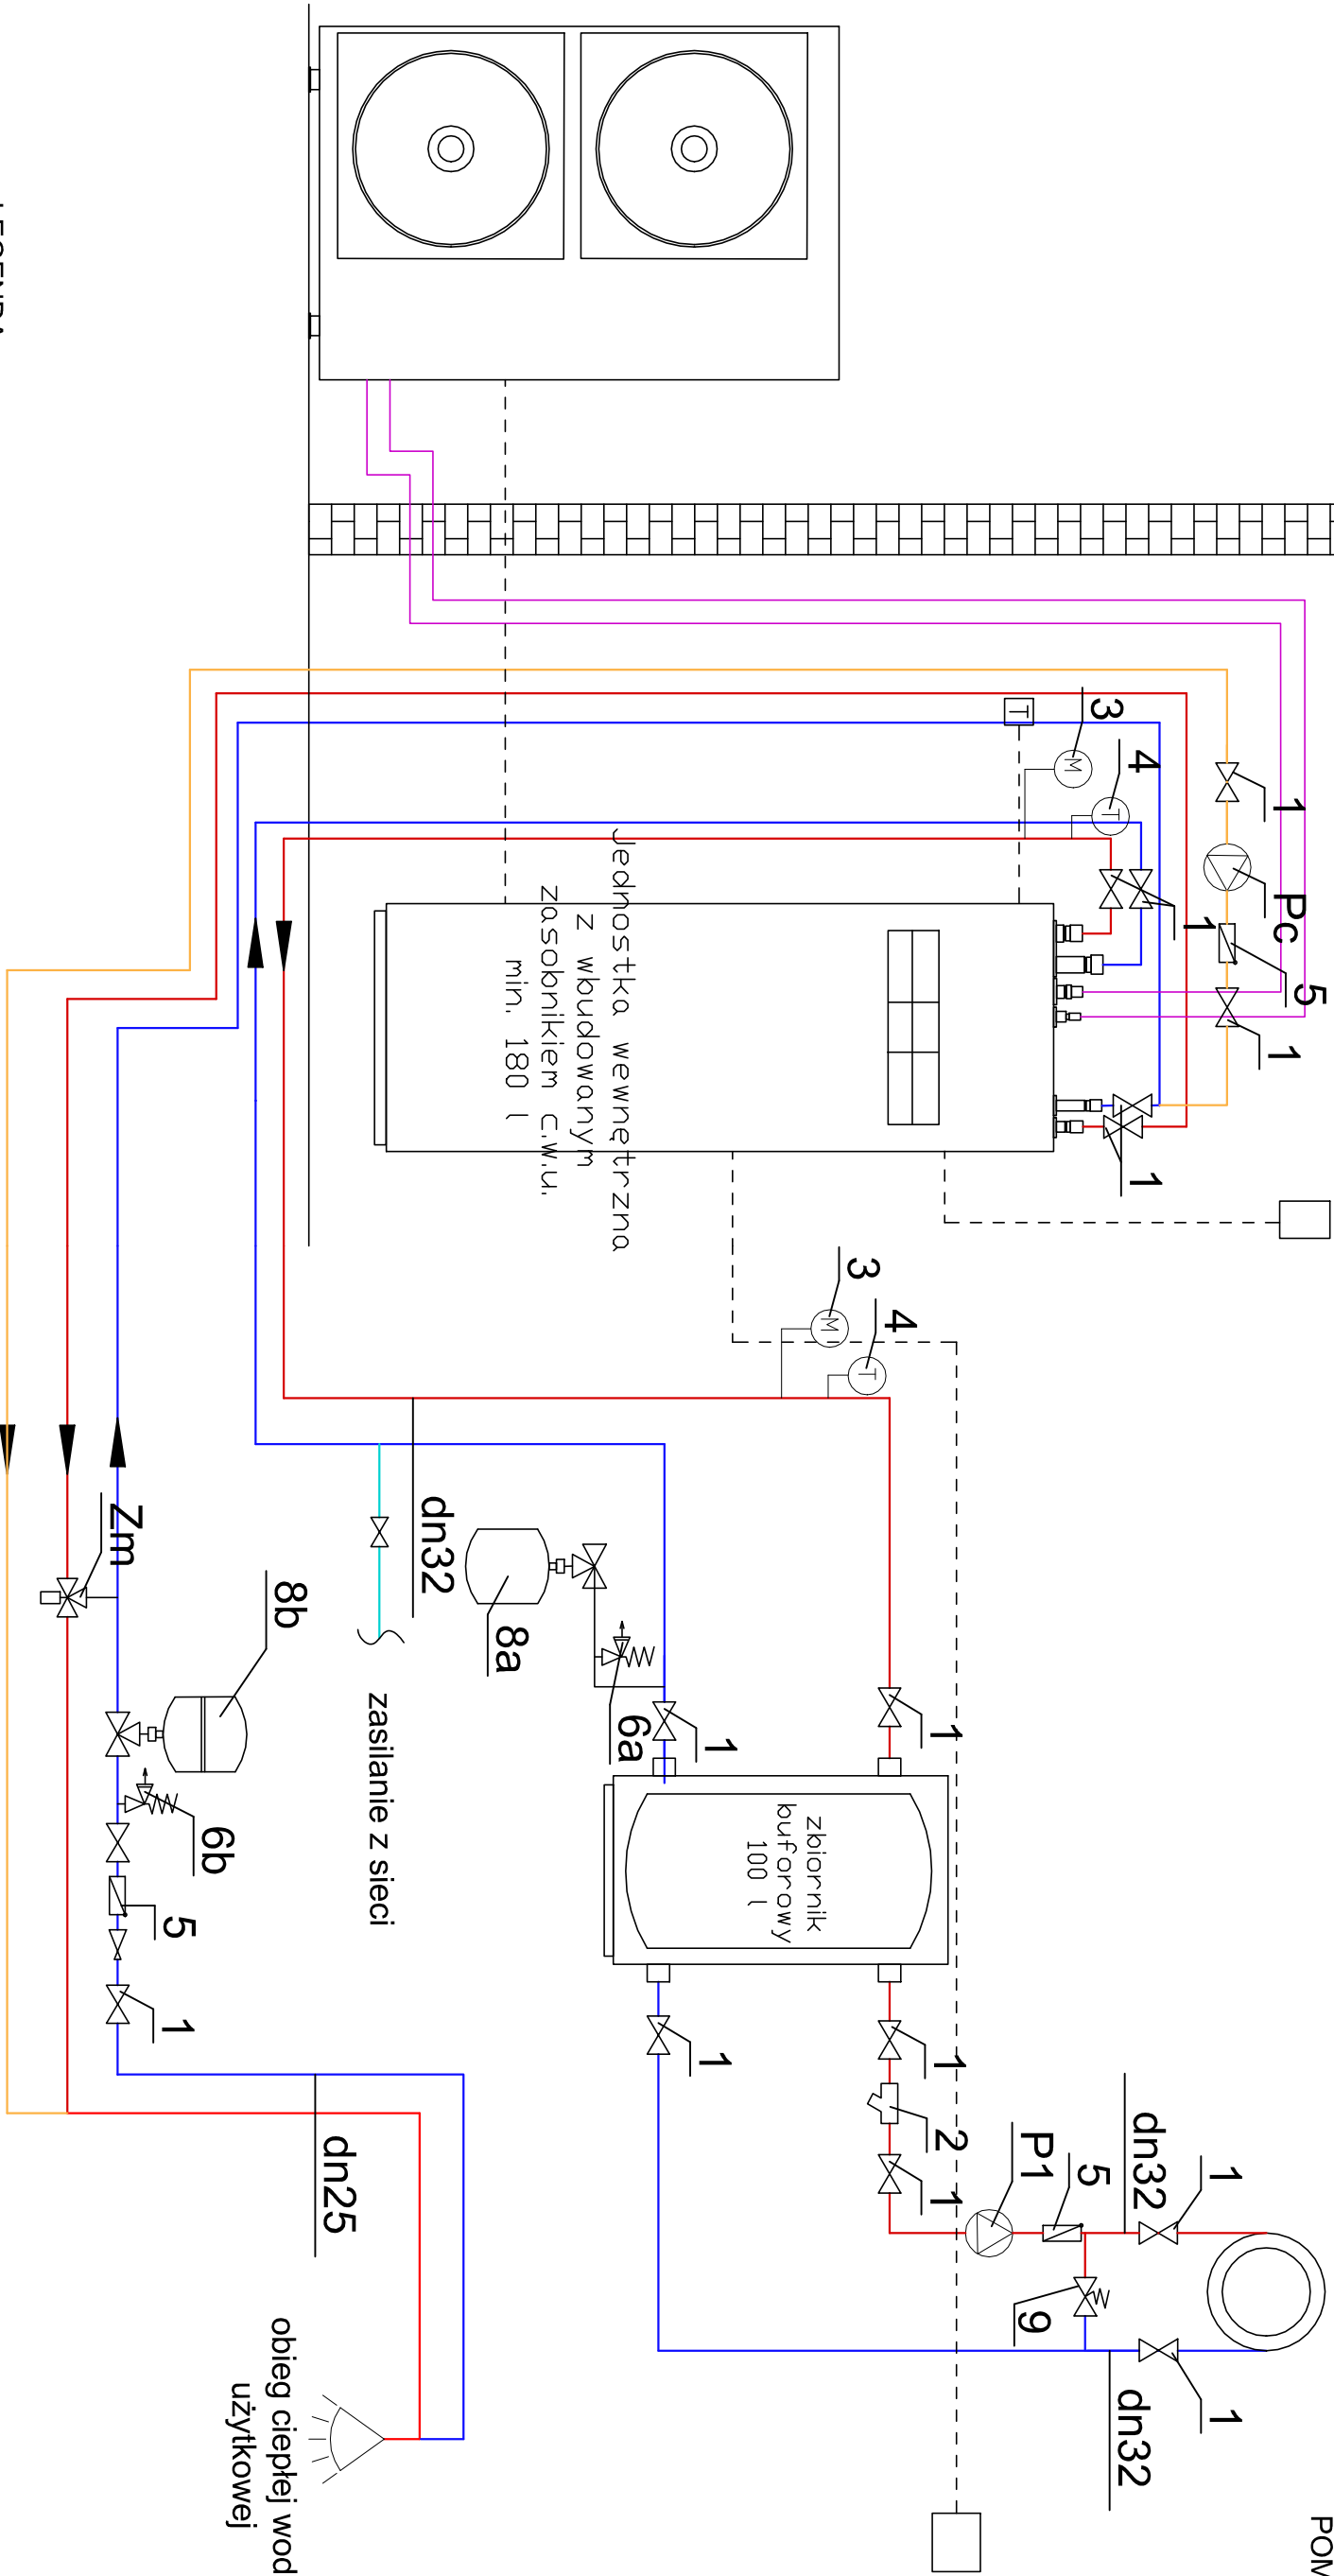 POM
3
4
1
Pc
5
1
1
T
M
T
1
Jednostka wewnętrzna
z wbudowanym
zasobnikiem c.w.u.
min. 180 l
3
4
M
T
dn32
8a
6a
1
1
zasilanie z sieci
zbiornik
buforowy
100 l
1
1
2
1
P1
5
dn32
1
9
1
dn32
Zm
8b
6b
5
1
dn25
obieg ciepłej wod
użytkowej